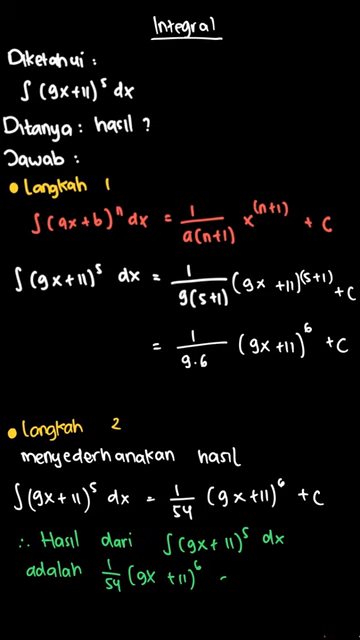 Integral
Diketahui :
∫ (9x+11)⁵ dx
Ditanya : hasil ?
Jawab :
• Langkah 1
∫ (ax+b)ⁿ dx = 1/a(n+1) x⁽ⁿ⁺¹⁾ + C
∫ (9x+11)⁵ dx = 1/9(5+1) (9x+11)⁽⁵⁺¹⁾ + C
= 1/9.6 (9x+11)⁶ + C
• Langkah 2
menyederhanakan hasil
∫ (9x+11)⁵ dx = 1/54 (9x+11)⁶ + C
∴ Hasil dari ∫ (9x+11)⁵ dx
adalah 1/54 (9x+11)⁶ -